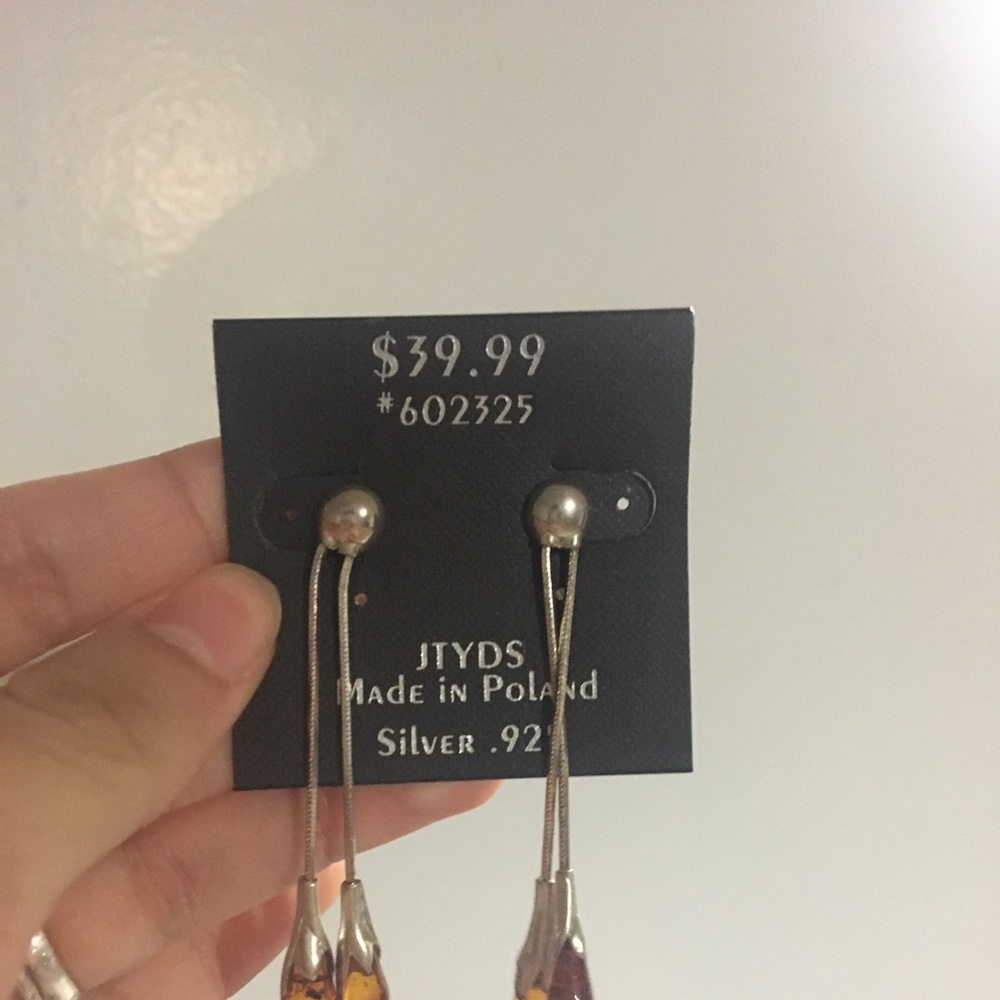 $39.99
#602325
JTYDS
Made in Poland
Silver .92